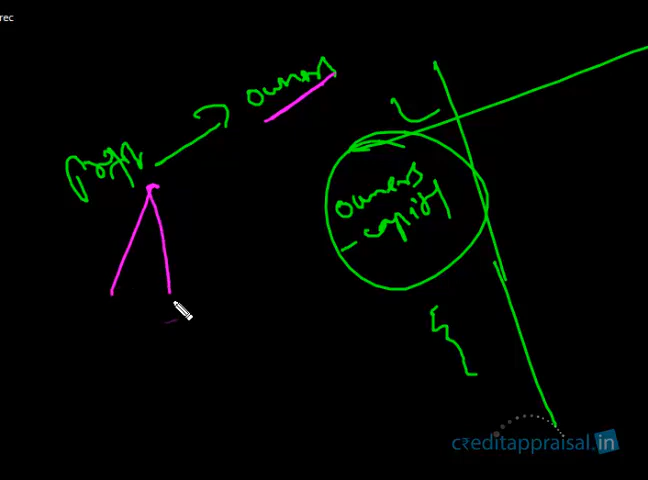 rec
owners
Profit
owners
- capital
creditappraisal.in